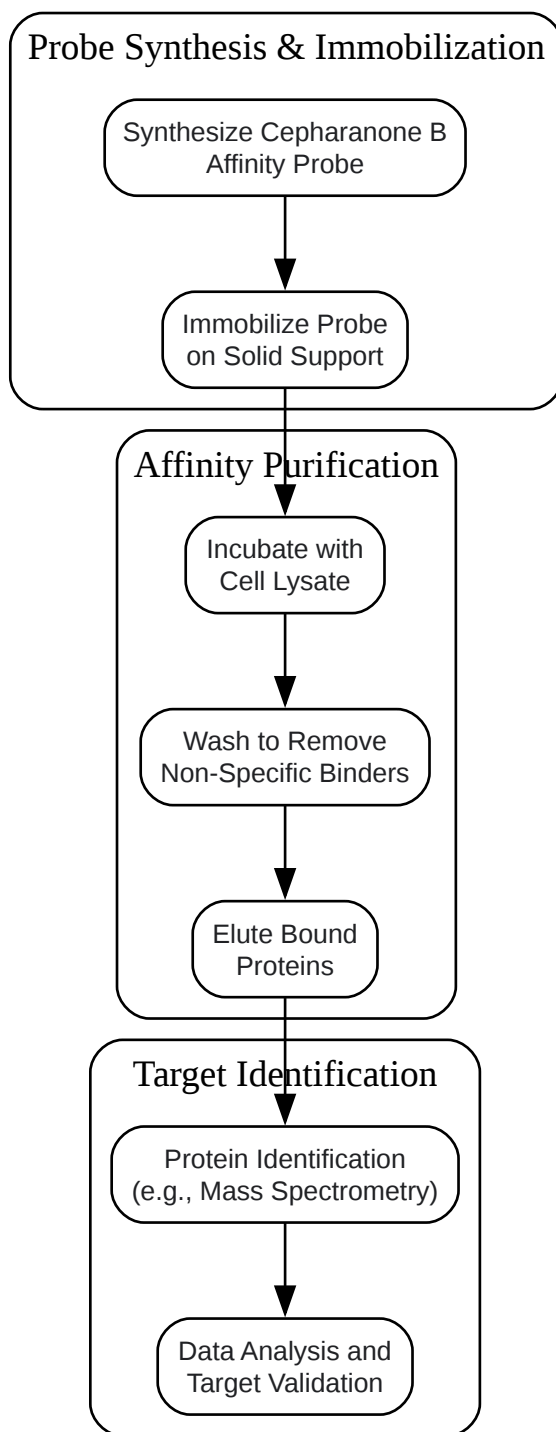 Probe Synthesis & Immobilization
Synthesize Cepharanone B
Affinity Probe
Immobilize Probe
on Solid Support
Affinity Purification
Incubate with
Cell Lysate
Wash to Remove
Non-Specific Binders
Elute Bound
Proteins
Target Identification
Protein Identification
(e.g., Mass Spectrometry)
Data Analysis and
Target Validation